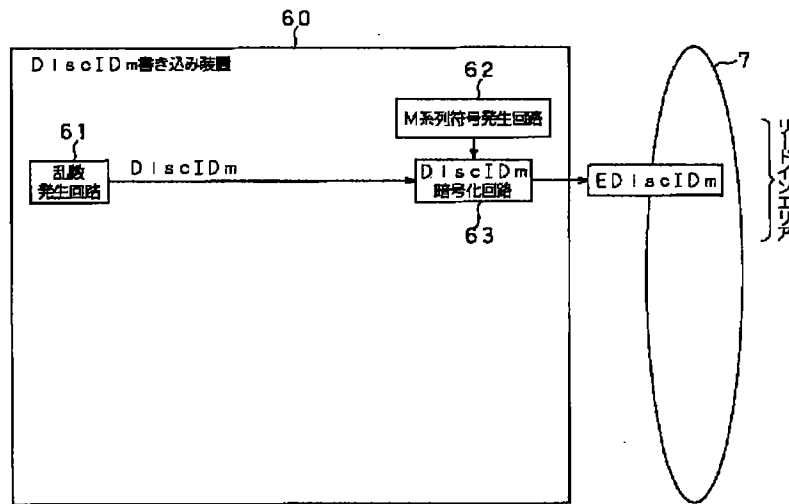 60
ＤｉｓｃＩＤｍ書き込み装置
62
M系列符号発生回路
7
61
乱数
発生回路
ＤｉｓｃＩＤｍ
ＤｉｓｃＩＤｍ
暗号化回路
63
ＥＤｉｓｃＩＤｍ
リードインエリア